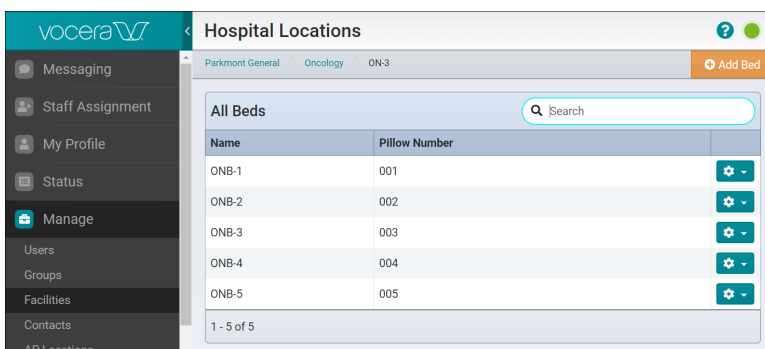 vocera
Hospital Locations
Messaging
Staff Assignment
My Profile
Status
Manage
Users
Groups
Facilities
Contacts
AP Locations
Parkmont General Oncology ON-3
Add Bed
All Beds
Search
Name Pillow Number
ONB-1 001
ONB-2 002
ONB-3 003
ONB-4 004
ONB-5 005
1 - 5 of 5